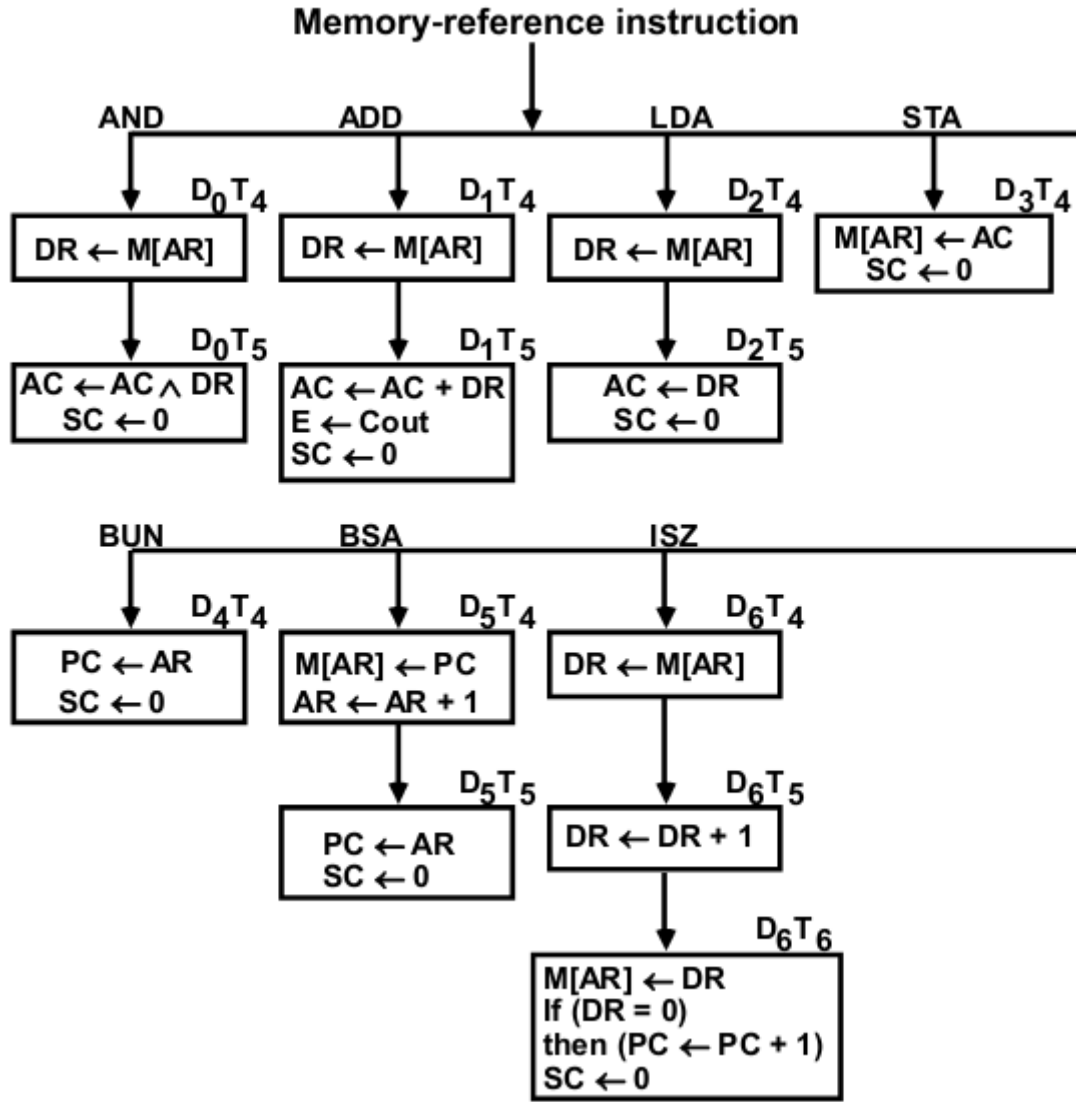 Memory-reference instruction
AND ADD LDA STA
D0T4 D1T4 D2T4 D3T4
DR ← M[AR]
DR ← M[AR]
DR ← M[AR]
M[AR] ← AC
SC ← 0
D0T5 D1T5 D2T5
AC ← AC ∧ DR
SC ← 0
AC ← AC + DR
E ← Cout
SC ← 0
AC ← DR
SC ← 0
BUN BSA ISZ
D4T4 D5T4 D6T4
PC ← AR
SC ← 0
M[AR] ← PC
AR ← AR + 1
DR ← M[AR]
D5T5 D6T5
PC ← AR
SC ← 0
DR ← DR + 1
D6T6
M[AR] ← DR
If (DR = 0)
then (PC ← PC + 1)
SC ← 0